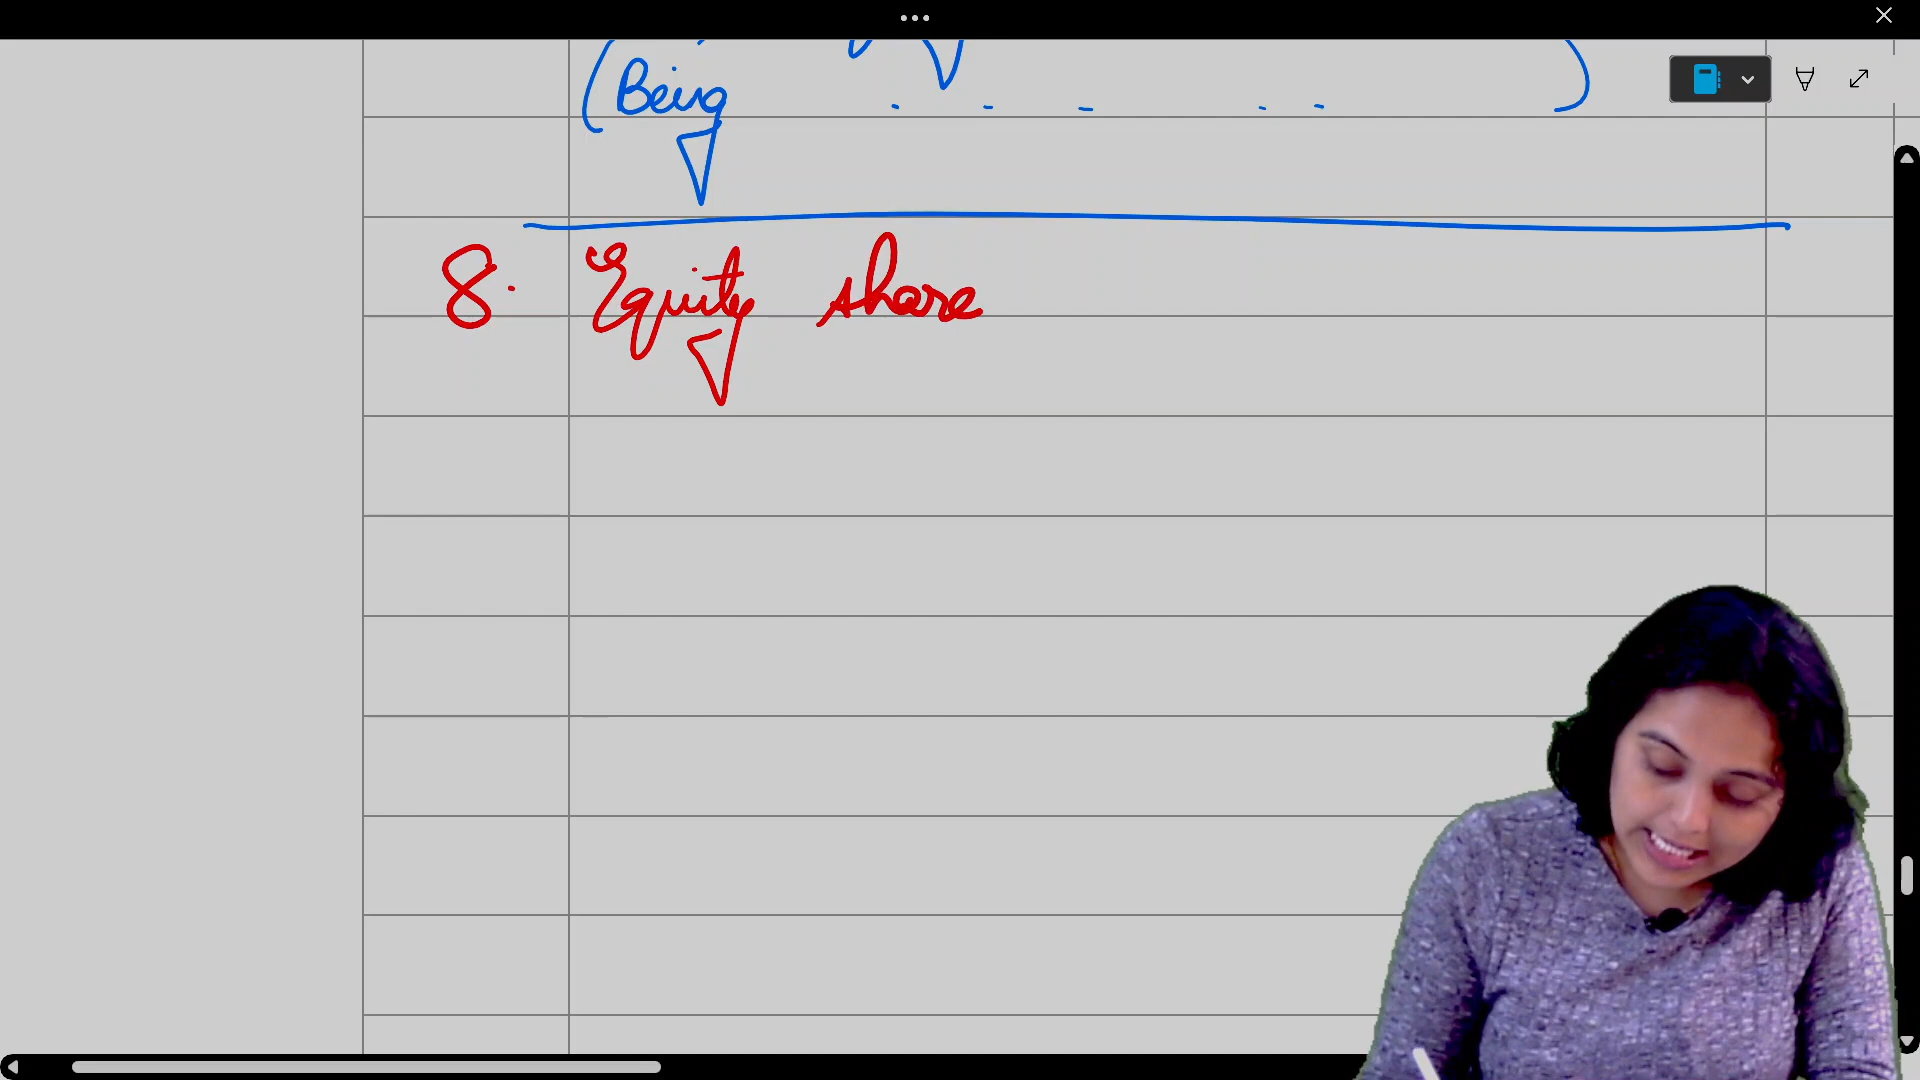 (Being . - - . - )
8. Equity share